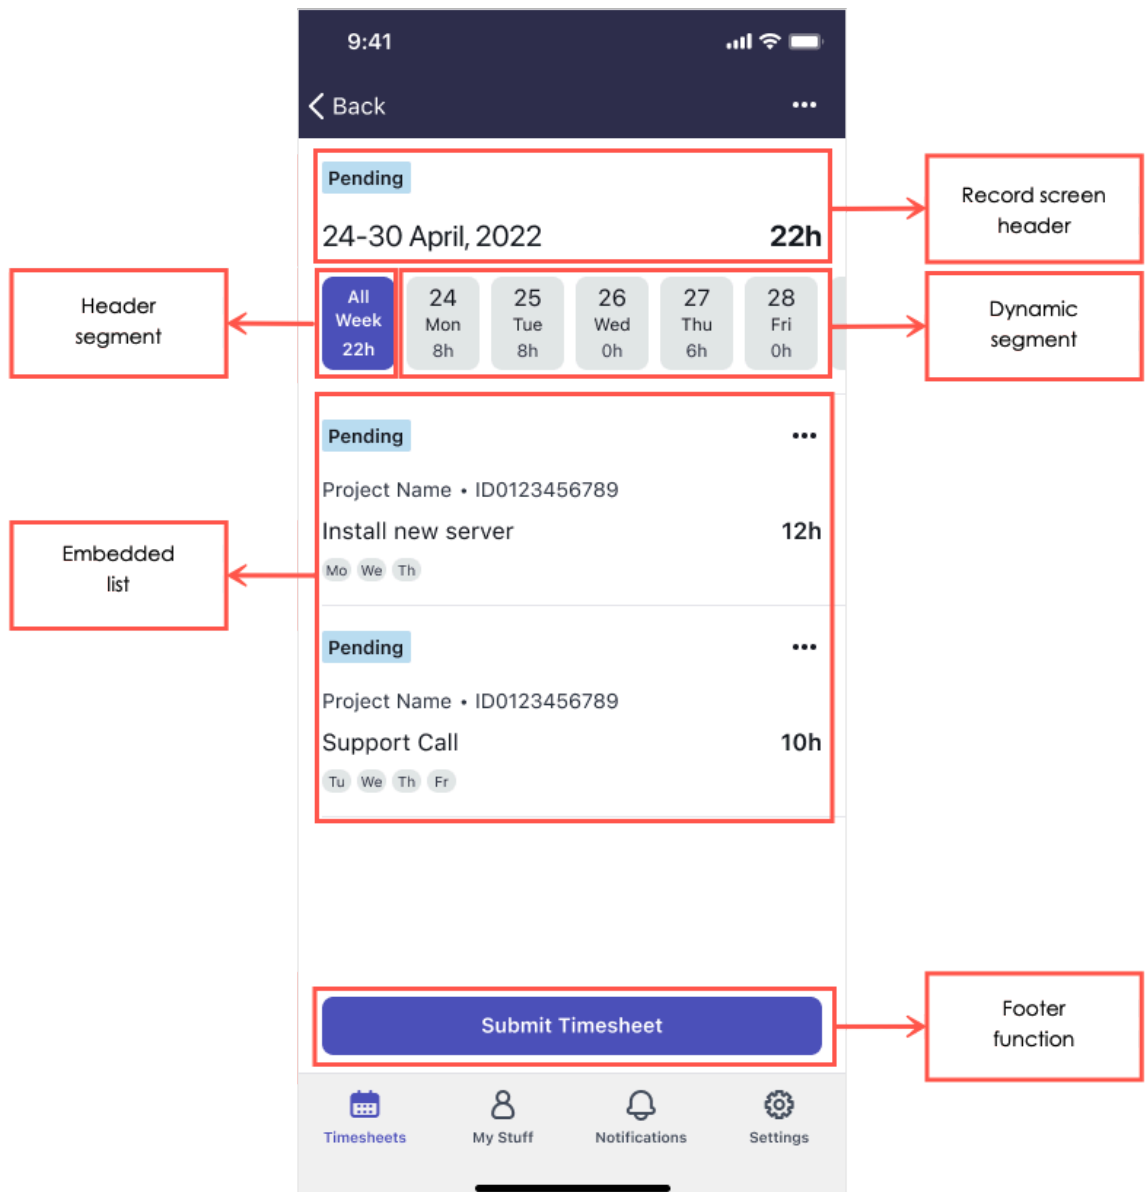 9:41
Back
Pending
24-30 April, 2022
22h
Record screen
header
Header
segment
All
Week
22h
24
Mon
8h
25
Tue
8h
26
Wed
0h
27
Thu
6h
28
Fri
0h
Dynamic
segment
Pending
Project Name • ID0123456789
Install new server
12h
Mo We Th
Embedded
list
Pending
Project Name • ID0123456789
Support Call
10h
Tu We Th Fr
Submit Timesheet
Footer
function
Timesheets
My Stuff
Notifications
Settings